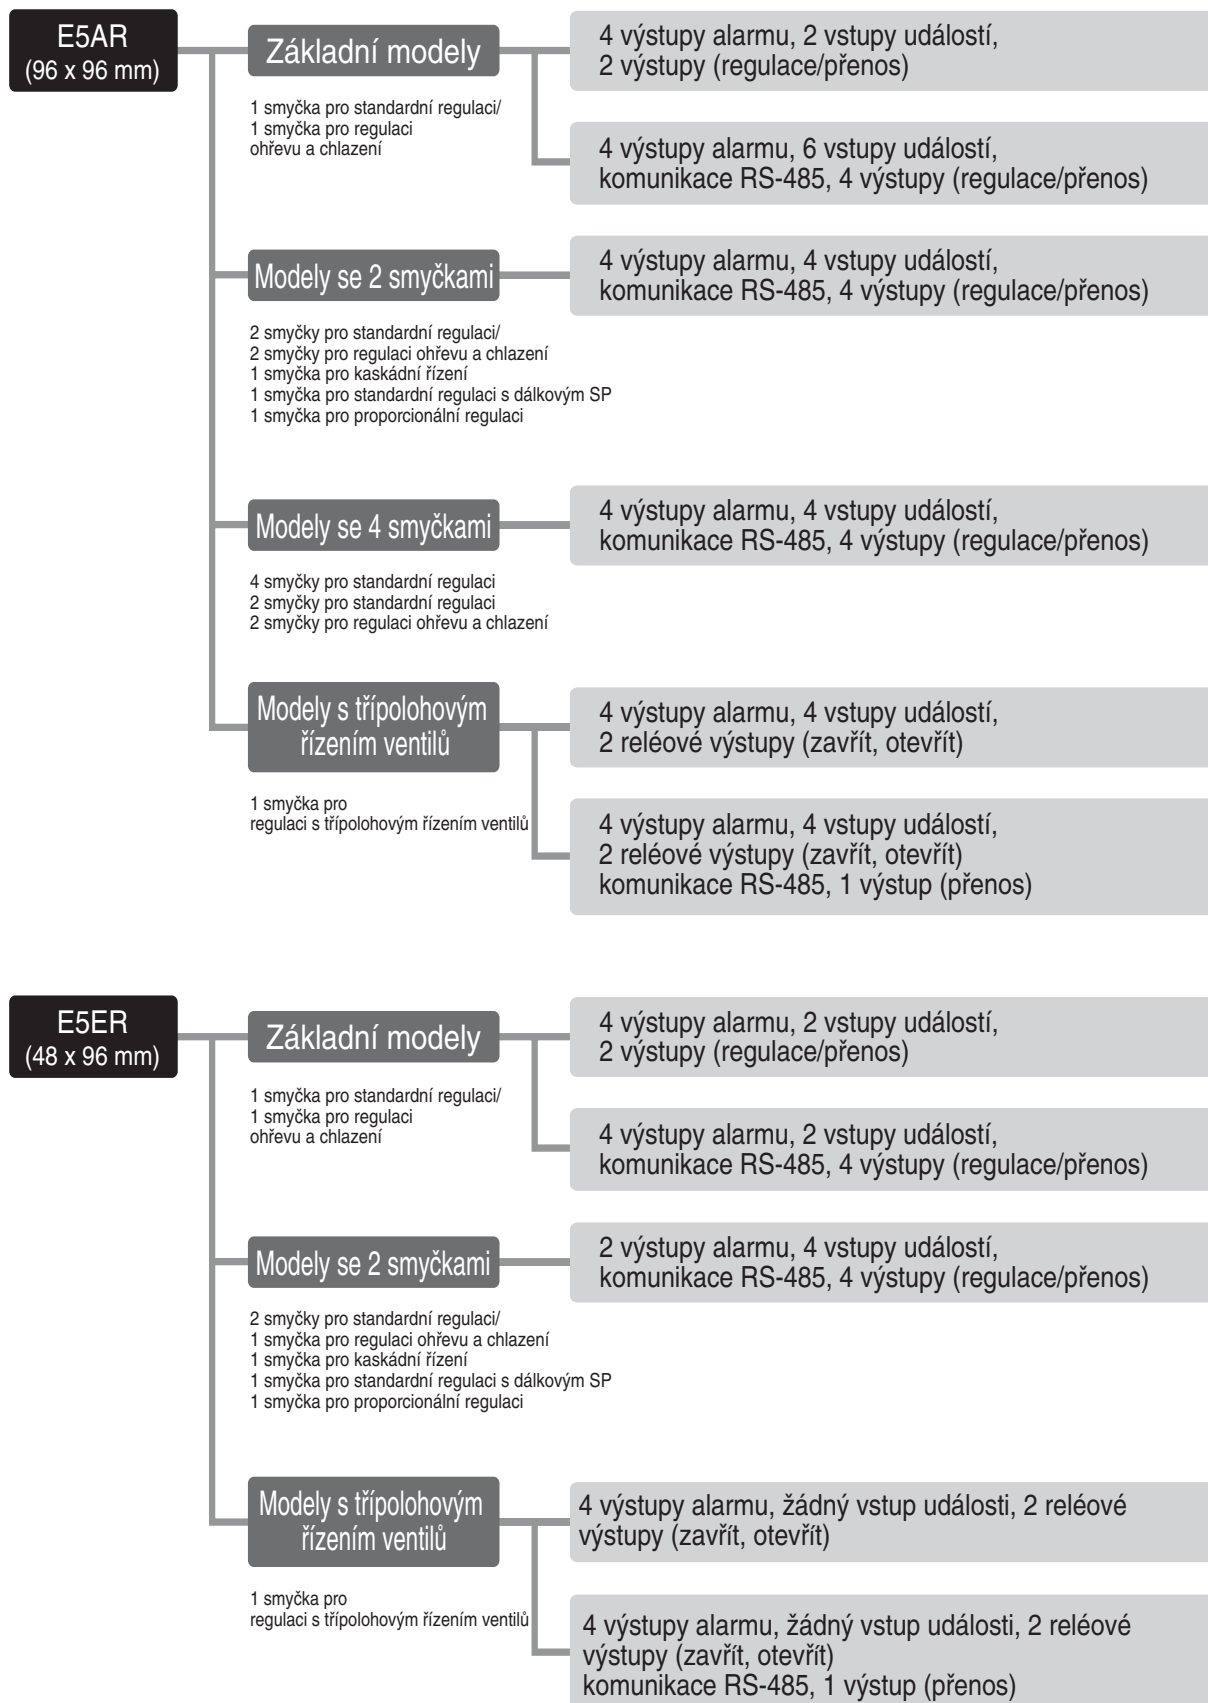 E5AR
(96 x 96 mm)
Základní modely
1 smyčka pro standardní regulaci/
1 smyčka pro regulaci
ohřevu a chlazení
4 výstupy alarmu, 2 vstupy událostí,
2 výstupy (regulace/přenos)
4 výstupy alarmu, 6 vstupy událostí,
komunikace RS-485, 4 výstupy (regulace/přenos)
Modely se 2 smyčkami
2 smyčky pro standardní regulaci/
2 smyčky pro regulaci ohřevu a chlazení
1 smyčka pro kaskádní řízení
1 smyčka pro standardní regulaci s dálkovým SP
1 smyčka pro proporcionální regulaci
4 výstupy alarmu, 4 vstupy událostí,
komunikace RS-485, 4 výstupy (regulace/přenos)
Modely se 4 smyčkami
4 smyčky pro standardní regulaci
2 smyčky pro standardní regulaci
2 smyčky pro regulaci ohřevu a chlazení
4 výstupy alarmu, 4 vstupy událostí,
komunikace RS-485, 4 výstupy (regulace/přenos)
Modely s třípolohovým
řízením ventilů
1 smyčka pro
regulaci s třípolohovým řízením ventilů
4 výstupy alarmu, 4 vstupy událostí,
2 reléové výstupy (zavřít, otevřít)
4 výstupy alarmu, 4 vstupy událostí,
2 reléové výstupy (zavřít, otevřít)
komunikace RS-485, 1 výstup (přenos)
E5ER
(48 x 96 mm)
Základní modely
1 smyčka pro standardní regulaci/
1 smyčka pro regulaci
ohřevu a chlazení
4 výstupy alarmu, 2 vstupy událostí,
2 výstupy (regulace/přenos)
4 výstupy alarmu, 2 vstupy událostí,
komunikace RS-485, 4 výstupy (regulace/přenos)
Modely se 2 smyčkami
2 smyčky pro standardní regulaci/
1 smyčka pro regulaci ohřevu a chlazení
1 smyčka pro kaskádní řízení
1 smyčka pro standardní regulaci s dálkovým SP
1 smyčka pro proporcionální regulaci
2 výstupy alarmu, 4 vstupy událostí,
komunikace RS-485, 4 výstupy (regulace/přenos)
Modely s třípolohovým
řízením ventilů
1 smyčka pro
regulaci s třípolohovým řízením ventilů
4 výstupy alarmu, žádný vstup události, 2 reléové
výstupy (zavřít, otevřít)
4 výstupy alarmu, žádný vstup události, 2 reléové
výstupy (zavřít, otevřít)
komunikace RS-485, 1 výstup (přenos)